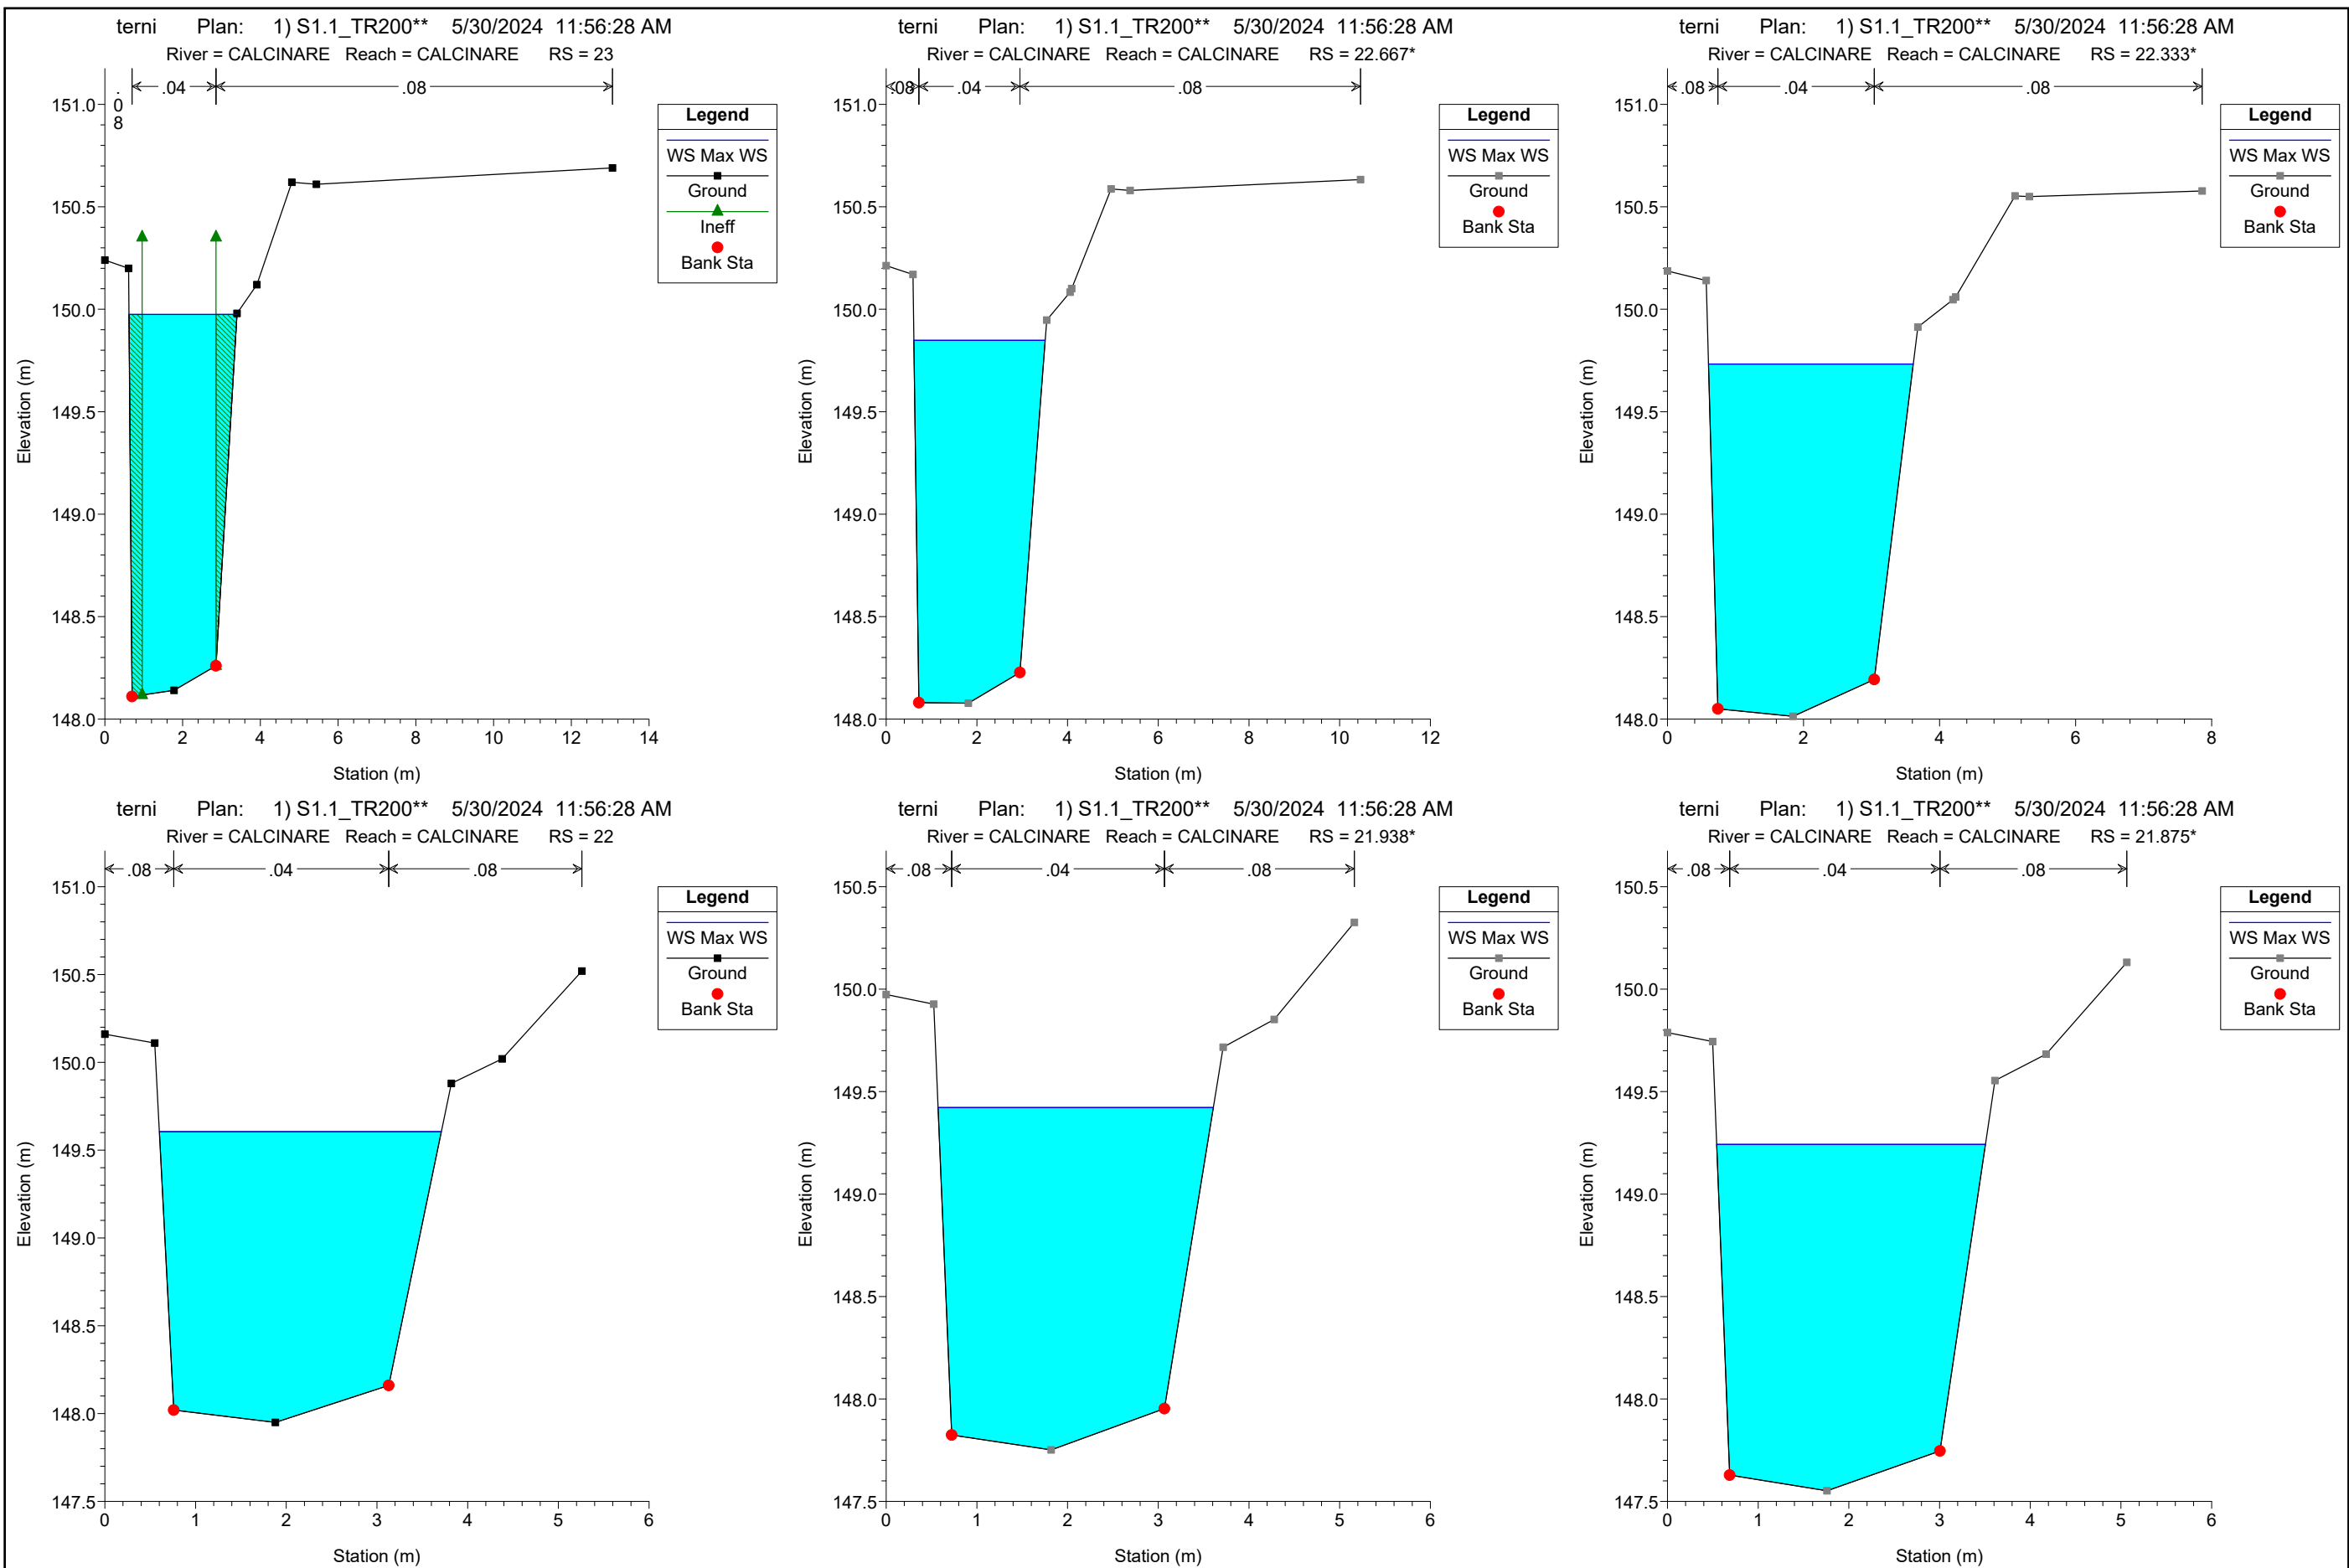 terni Plan: 1) S1.1_TR200** 5/30/2024 11:56:28 AM
River = CALCINARE Reach = CALCINARE RS = 23
.08 .04 .08
Legend
WS Max WS
Ground
Ineff
Bank Sta
151.0
150.5
150.0
149.5
149.0
148.5
148.0
Elevation (m)
0 2 4 6 8 10 12 14
Station (m)
terni Plan: 1) S1.1_TR200** 5/30/2024 11:56:28 AM
River = CALCINARE Reach = CALCINARE RS = 22.667*
.08 .04 .08
Legend
WS Max WS
Ground
Bank Sta
151.0
150.5
150.0
149.5
149.0
148.5
148.0
Elevation (m)
0 2 4 6 8 10 12
Station (m)
terni Plan: 1) S1.1_TR200** 5/30/2024 11:56:28 AM
River = CALCINARE Reach = CALCINARE RS = 22.333*
.08 .04 .08
Legend
WS Max WS
Ground
Bank Sta
151.0
150.5
150.0
149.5
149.0
148.5
148.0
Elevation (m)
0 2 4 6 8
Station (m)
terni Plan: 1) S1.1_TR200** 5/30/2024 11:56:28 AM
River = CALCINARE Reach = CALCINARE RS = 22
.08 .04 .08
Legend
WS Max WS
Ground
Bank Sta
151.0
150.5
150.0
149.5
149.0
148.5
148.0
147.5
Elevation (m)
0 1 2 3 4 5 6
Station (m)
terni Plan: 1) S1.1_TR200** 5/30/2024 11:56:28 AM
River = CALCINARE Reach = CALCINARE RS = 21.938*
.08 .04 .08
Legend
WS Max WS
Ground
Bank Sta
150.5
150.0
149.5
149.0
148.5
148.0
147.5
Elevation (m)
0 1 2 3 4 5 6
Station (m)
terni Plan: 1) S1.1_TR200** 5/30/2024 11:56:28 AM
River = CALCINARE Reach = CALCINARE RS = 21.875*
.08 .04 .08
Legend
WS Max WS
Ground
Bank Sta
150.5
150.0
149.5
149.0
148.5
148.0
147.5
Elevation (m)
0 1 2 3 4 5 6
Station (m)